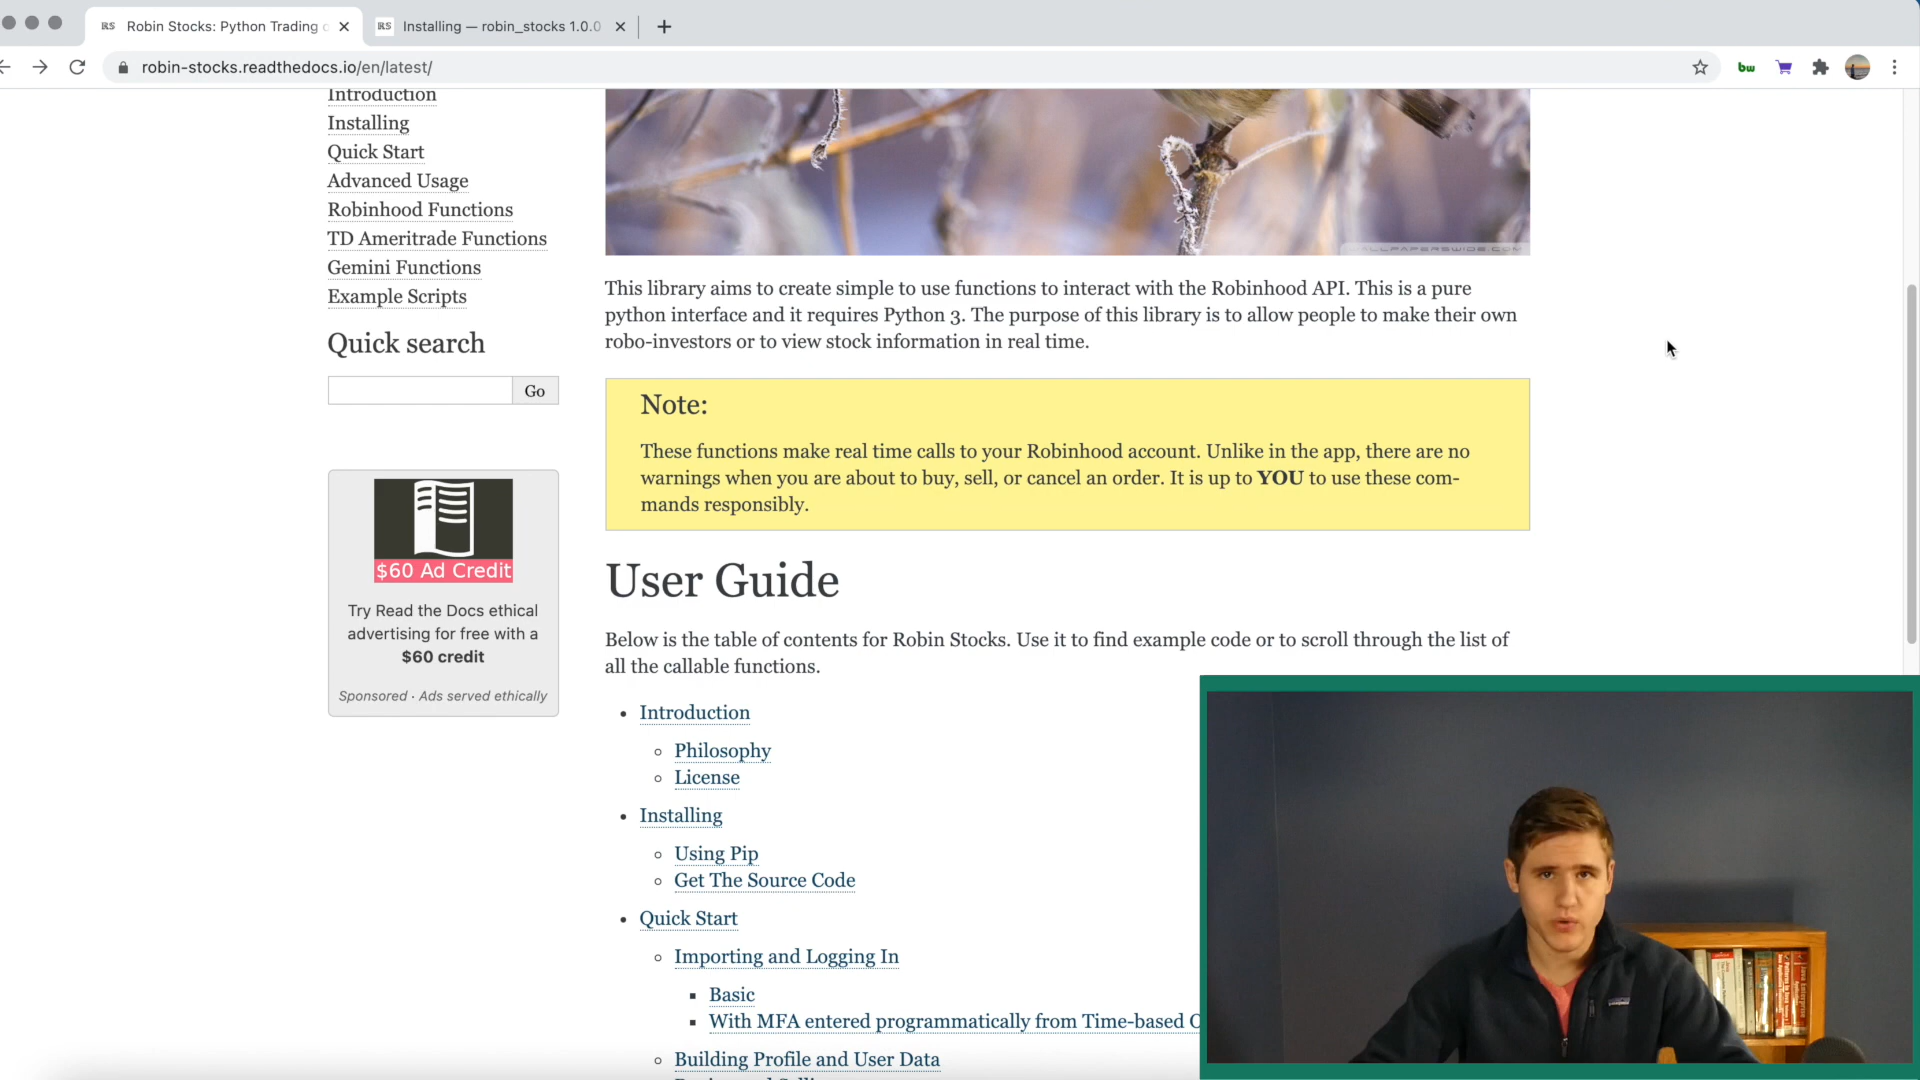 RS Robin Stocks: Python Trading
RS Installing — robin_stocks 1.0.0
robin-stocks.readthedocs.io/en/latest/
bw
Introduction
Installing
Quick Start
Advanced Usage
Robinhood Functions
TD Ameritrade Functions
Gemini Functions
Example Scripts
Quick search
Go
$60 Ad Credit
Try Read the Docs ethical
advertising for free with a
$60 credit
Sponsored · Ads served ethically
This library aims to create simple to use functions to interact with the Robinhood API. This is a pure
python interface and it requires Python 3. The purpose of this library is to allow people to make their own
robo-investors or to view stock information in real time.
Note:
These functions make real time calls to your Robinhood account. Unlike in the app, there are no
warnings when you are about to buy, sell, or cancel an order. It is up to YOU to use these com-
mands responsibly.
User Guide
Below is the table of contents for Robin Stocks. Use it to find example code or to scroll through the list of
all the callable functions.
Introduction
Philosophy
License
Installing
Using Pip
Get The Source Code
Quick Start
Importing and Logging In
Basic
With MFA entered programmatically from Time-based
Building Profile and User Data